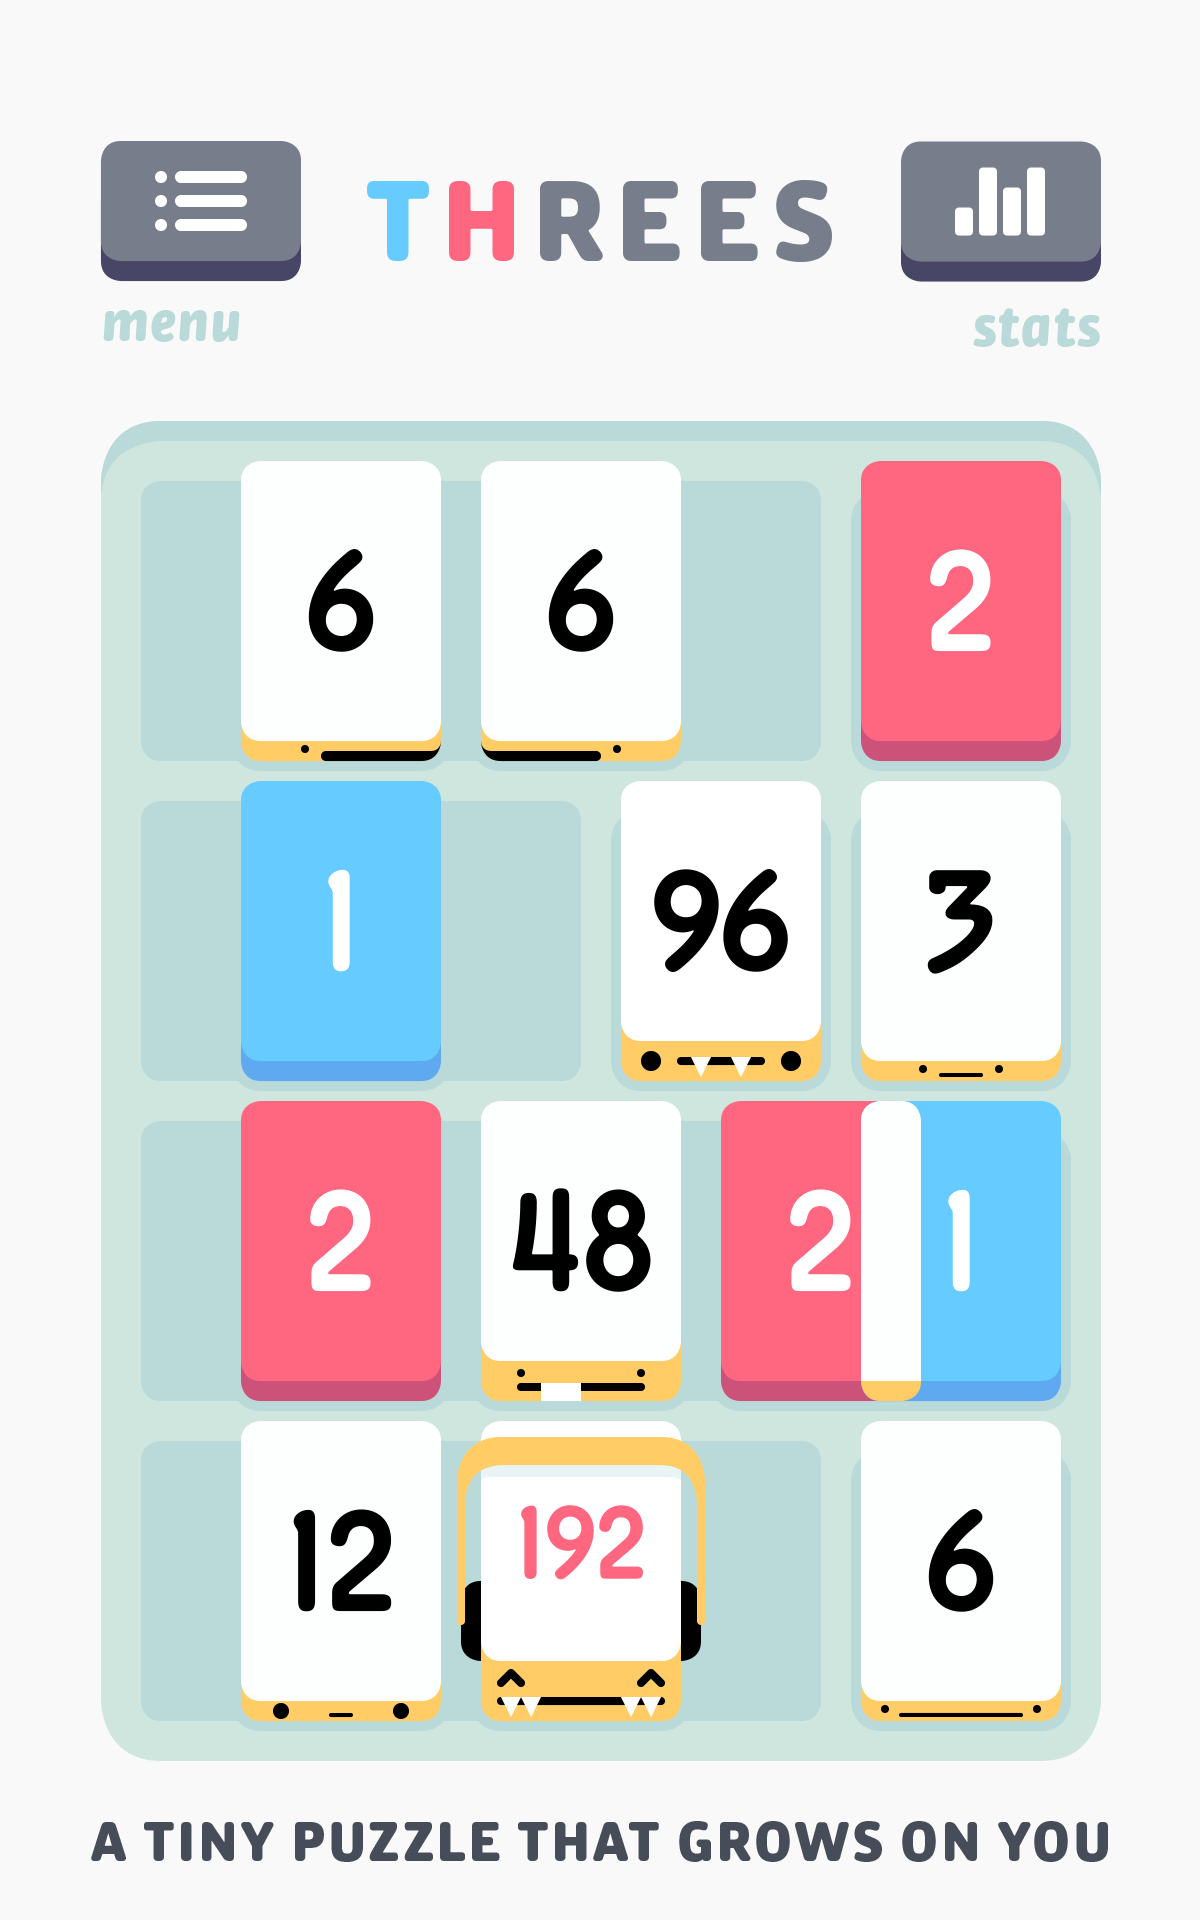 THREES
menu
stats
6 6 2
1 96 3
2 48 2 1
12 192 6
A TINY PUZZLE THAT GROWS ON YOU